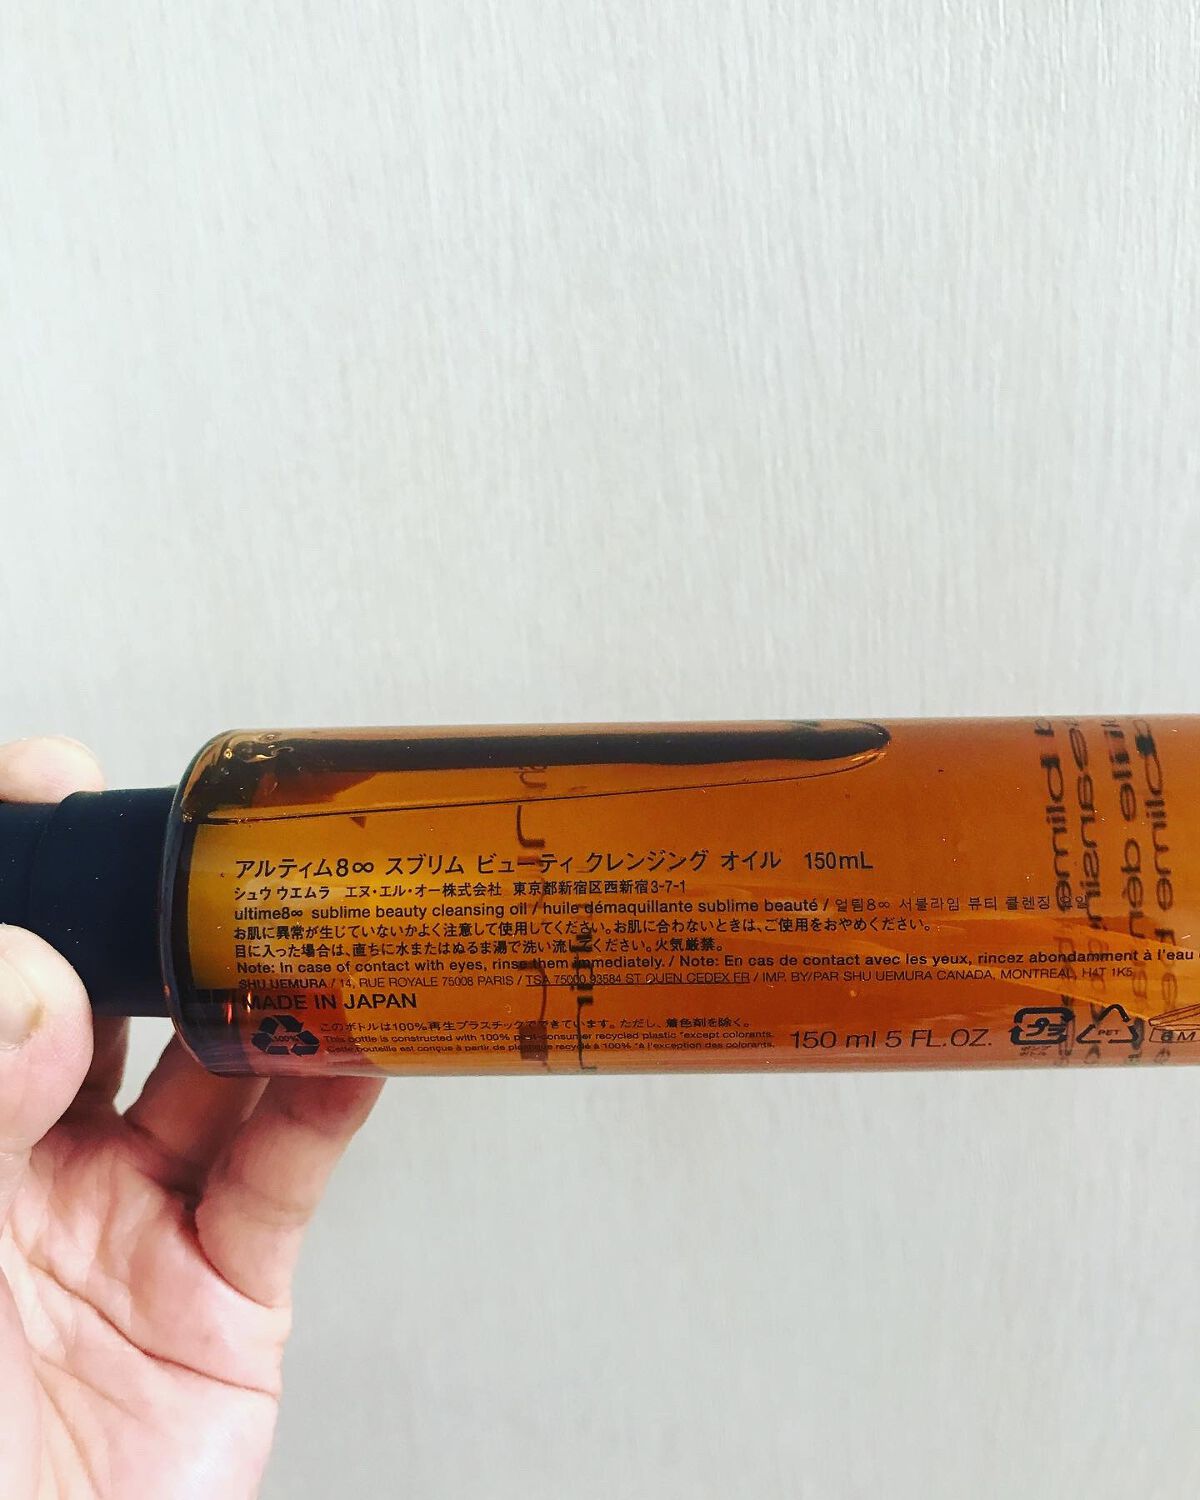 アルティム8∞ スブリム ビューティ クレンジング オイル 150mL
シュウ ウエムラ エヌ・エル・オー株式会社 東京都新宿区西新宿3-7-1
ultime8∞ sublime beauty cleansing oil / huile démaquillante sublime beauté / 얼팀8∞ 서블라임 뷰티 클렌징 오일
お肌に異常が生じていないかよく注意して使用してください。お肌に合わないときは、ご使用をおやめください。
目に入った場合は、直ちに水またはぬるま湯で洗い流してください。火気厳禁。
Note: In case of contact with eyes, rinse them immediately. / Note: En cas de contact avec les yeux, rincez abondamment à l'eau
SHU UEMURA / 14, RUE ROYALE 75008 PARIS / TSA 75000 93584 ST OUEN CEDEX FR / IMP. BY/PAR SHU UEMURA CANADA, MONTREAL, H4T 1K5
MADE IN JAPAN
100%
このボトルは100%再生プラスチックでできています。ただし、着色剤を除く。
This bottle is constructed with 100% post-consumer recycled plastic *except colorants.
Cette bouteille est conçue à partir de plastique recyclé à 100% *à l'exception des colorants.
150 ml 5 FL.OZ.
PET
6M